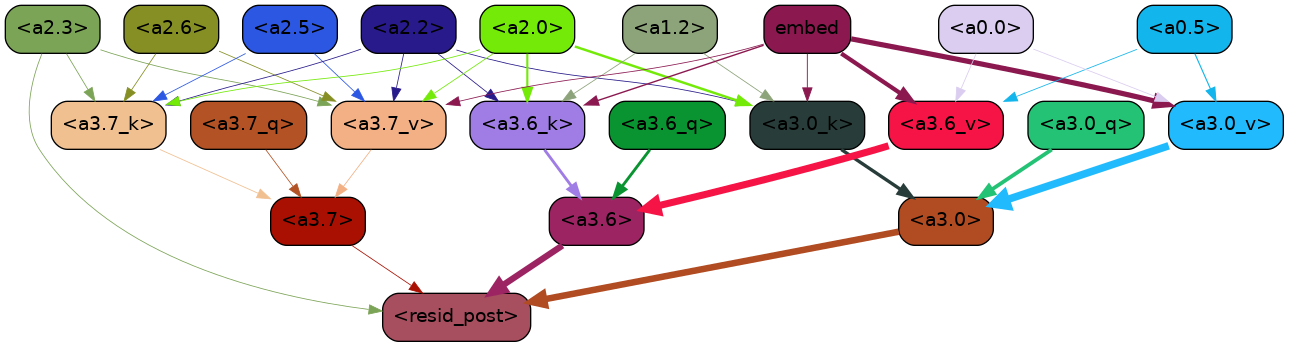 <a2.3> <a2.6> <a2.5> <a2.2> <a2.0> <a1.2> embed <a0.0> <a0.5>
<a3.7_k> <a3.7_q> <a3.7_v> <a3.6_k> <a3.6_q> <a3.0_k> <a3.6_v> <a3.0_q> <a3.0_v>
<a3.7> <a3.6> <a3.0>
<resid_post>